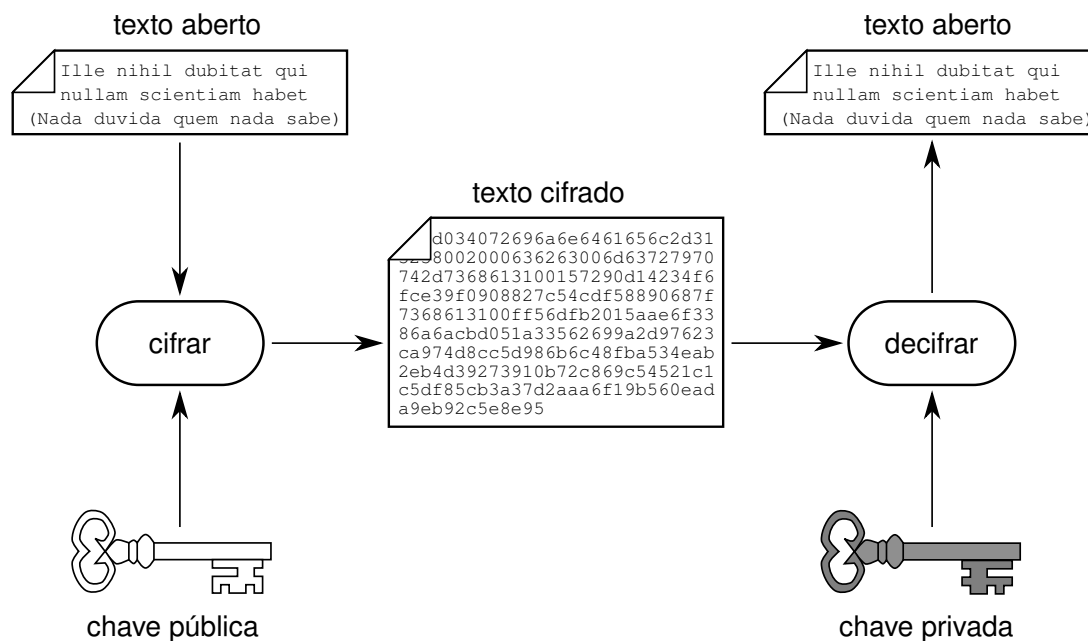 texto aberto
Ille nihil dubitat qui
nullam scientiam habet
(Nada duvida quem nada sabe)
texto aberto
Ille nihil dubitat qui
nullam scientiam habet
(Nada duvida quem nada sabe)
texto cifrado
d034072696a6e6461656c2d31
8002000636263006d63727970
742d7368613100157290d14234f6
fce39f0908827c54cdf58890687f
7368613100ff56dfb2015aae6f33
86a6acbd051a33562699a2d97623
ca974d8cc5d986b6c48fba534eab
2eb4d39273910b72c869c54521c1
c5df85cb3a37d2aaa6f19b560ead
a9eb92c5e8e95
cifrar
decifrar
chave pública
chave privada